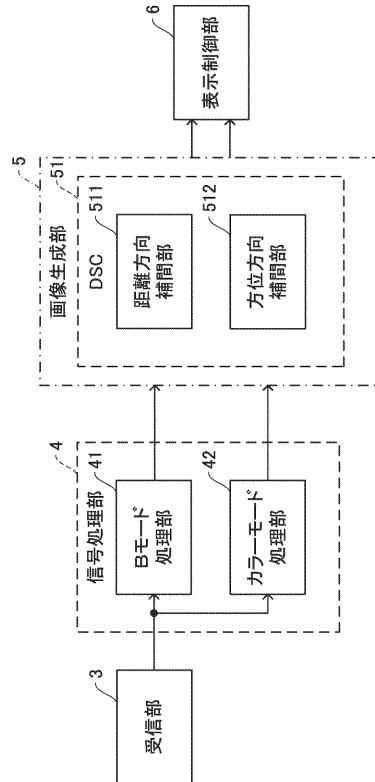 3
受信部
4
信号処理部
41
Bモード
処理部
42
カラーモード
処理部
5
画像生成部
51
DSC
511
距離方向
補間部
512
方位方向
補間部
6
表示制御部